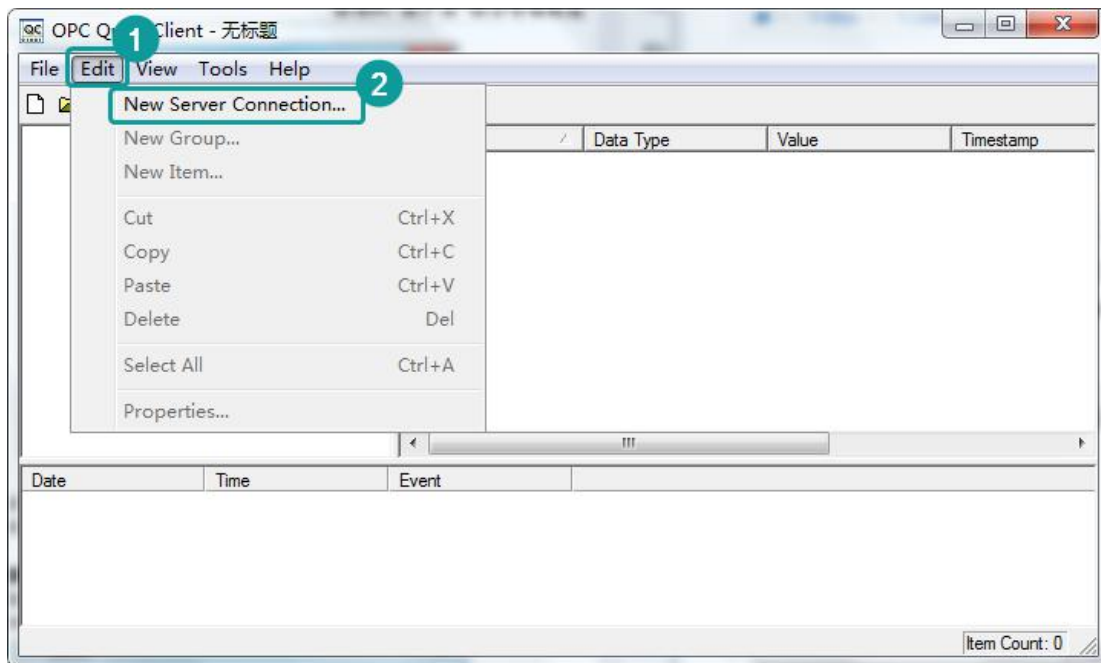 QC OPC Q Client - 无标题
1
File Edit View Tools Help
2
New Server Connection...
New Group...
New Item...
Cut Ctrl+X
Copy Ctrl+C
Paste Ctrl+V
Delete Del
Select All Ctrl+A
Properties...
Data Type Value Timestamp
Date Time Event
Item Count: 0